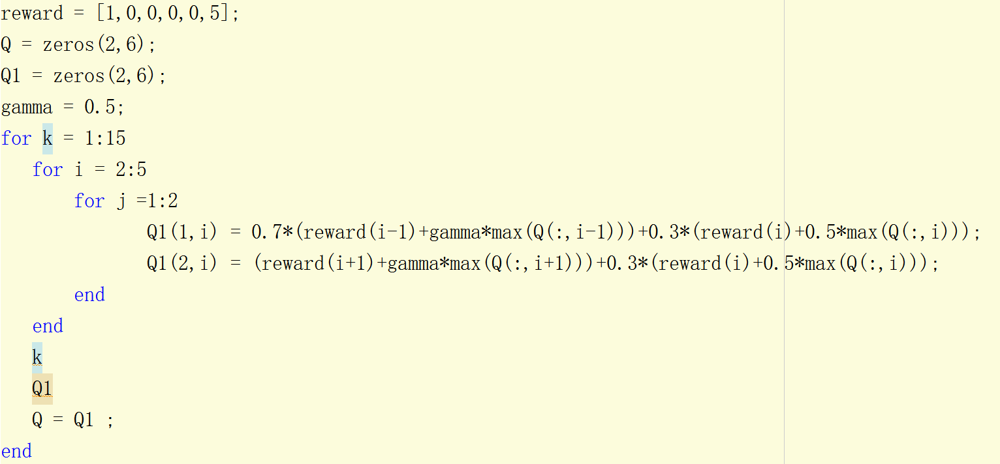 reward = [1,0,0,0,0,5];
Q = zeros(2,6);
Q1 = zeros(2,6);
gamma = 0.5;
for k = 1:15
for i = 2:5
for j =1:2
Q1(1,i) = 0.7*(reward(i-1)+gamma*max(Q(:,i-1)))+0.3*(reward(i)+0.5*max(Q(:,i)));
Q1(2,i) = (reward(i+1)+gamma*max(Q(:,i+1)))+0.3*(reward(i)+0.5*max(Q(:,i)));
end
end
k
Q1
Q = Q1 ;
end